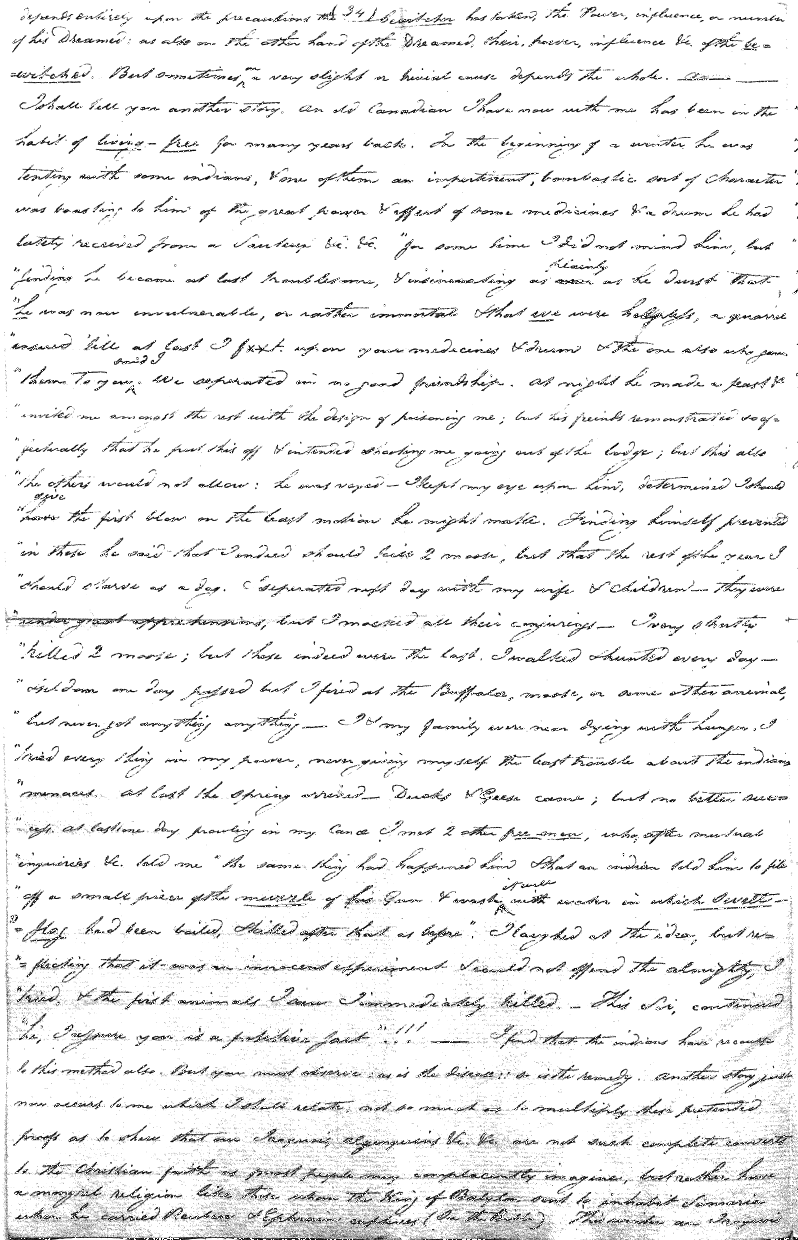 depends entirely upon the precautions the (34) bewitcher has taken, the Power, influence, or number
of his Dreamed: as also on the other hand of the Dreamed, their, power, influence &c. of the be=
=witched. But sometimes on a very slight or trivial cause depends the whole.
I shall tell you another story. An old Canadian I have now with me has been in the
habit of living-free for many years back. In the beginning of a winter he was
tenting with some indians, & one of them an impertinent, bombastic sort of Character
was boasting to him of the great power & effect of some medicines & a drum he had
lately received from a Sauteux &c. &c. "for some time I did not mind him, but
"finding he became at last troublesome, & insinuating as plainly as he durst that
"he was now invulnerable, or rather immortal & that we were helpless, a quarrel
"ensued till at last I f**t. upon your medicines & drum & the one also who gave
"them To you, said I. We separated in no good friendship. At night he made a feast &
"invited me amongst the rest with the design of poisoning me; but his freinds remonstrated so ef=
"fectually that he put this off & intended shooting me going out of the lodge; but this also
"the others would not allow: he was vexed— I kept my eye upon him, determined I should
"give the first blow on the least motion he might make. Finding himself prevented
"in these he said that I indeed should kill 2 moose, but that the rest of the year I
"should starve as a dog. I separated next day with my wife & children— they were
"under great apprehensions, but I mocked all their conjurings— I very shortly
"killed 2 moose; but these indeed were the last. I walked & hunted every day—
"seldom one day passed but I fired at the Buffaloe, moose, or some other animal,
"but never got anything anything— I & my family were near dying with hunger. I
"tried every thing in my power, never giving myself the least trouble about the indians
"menaces. At last the spring arrived— Ducks & Geese came; but no better succ
"ess. At last one day prowling in my Canoe I met 2 other free men, who, after mutual
"inquiries &c. told me "the same thing had happened him & that an indian told him to file
"off a small piece of the muzzle of his Gun & wash it well with water in which Swett—
"=flag had been boiled, & killed after that as before". I laughed at the idea; but re=
"=flecting that it was an innocent experiment & could not offend the almighty, I
"tried, & the first animals I saw I immediately killed. — This Sir, continued
"he, I assure you is a positive fact"!!! — I find that the indians have recourse
to this method also. But you must observe: as is the disease: so is the remedy. Another story just
now occurs to me which I shall relate, not so much as to multiply these pretended
proofs as to shew that our Iroquois, algonquins &c. &c. are not such complete converts
to the Christian faith as most people may complacently imagine, but rather have
a mongrel religion like those whom the King of Babylon sent to inhabit Samaria
when he carried Reuben & Ephraim captives (In the Bible). This winter an Iroquois